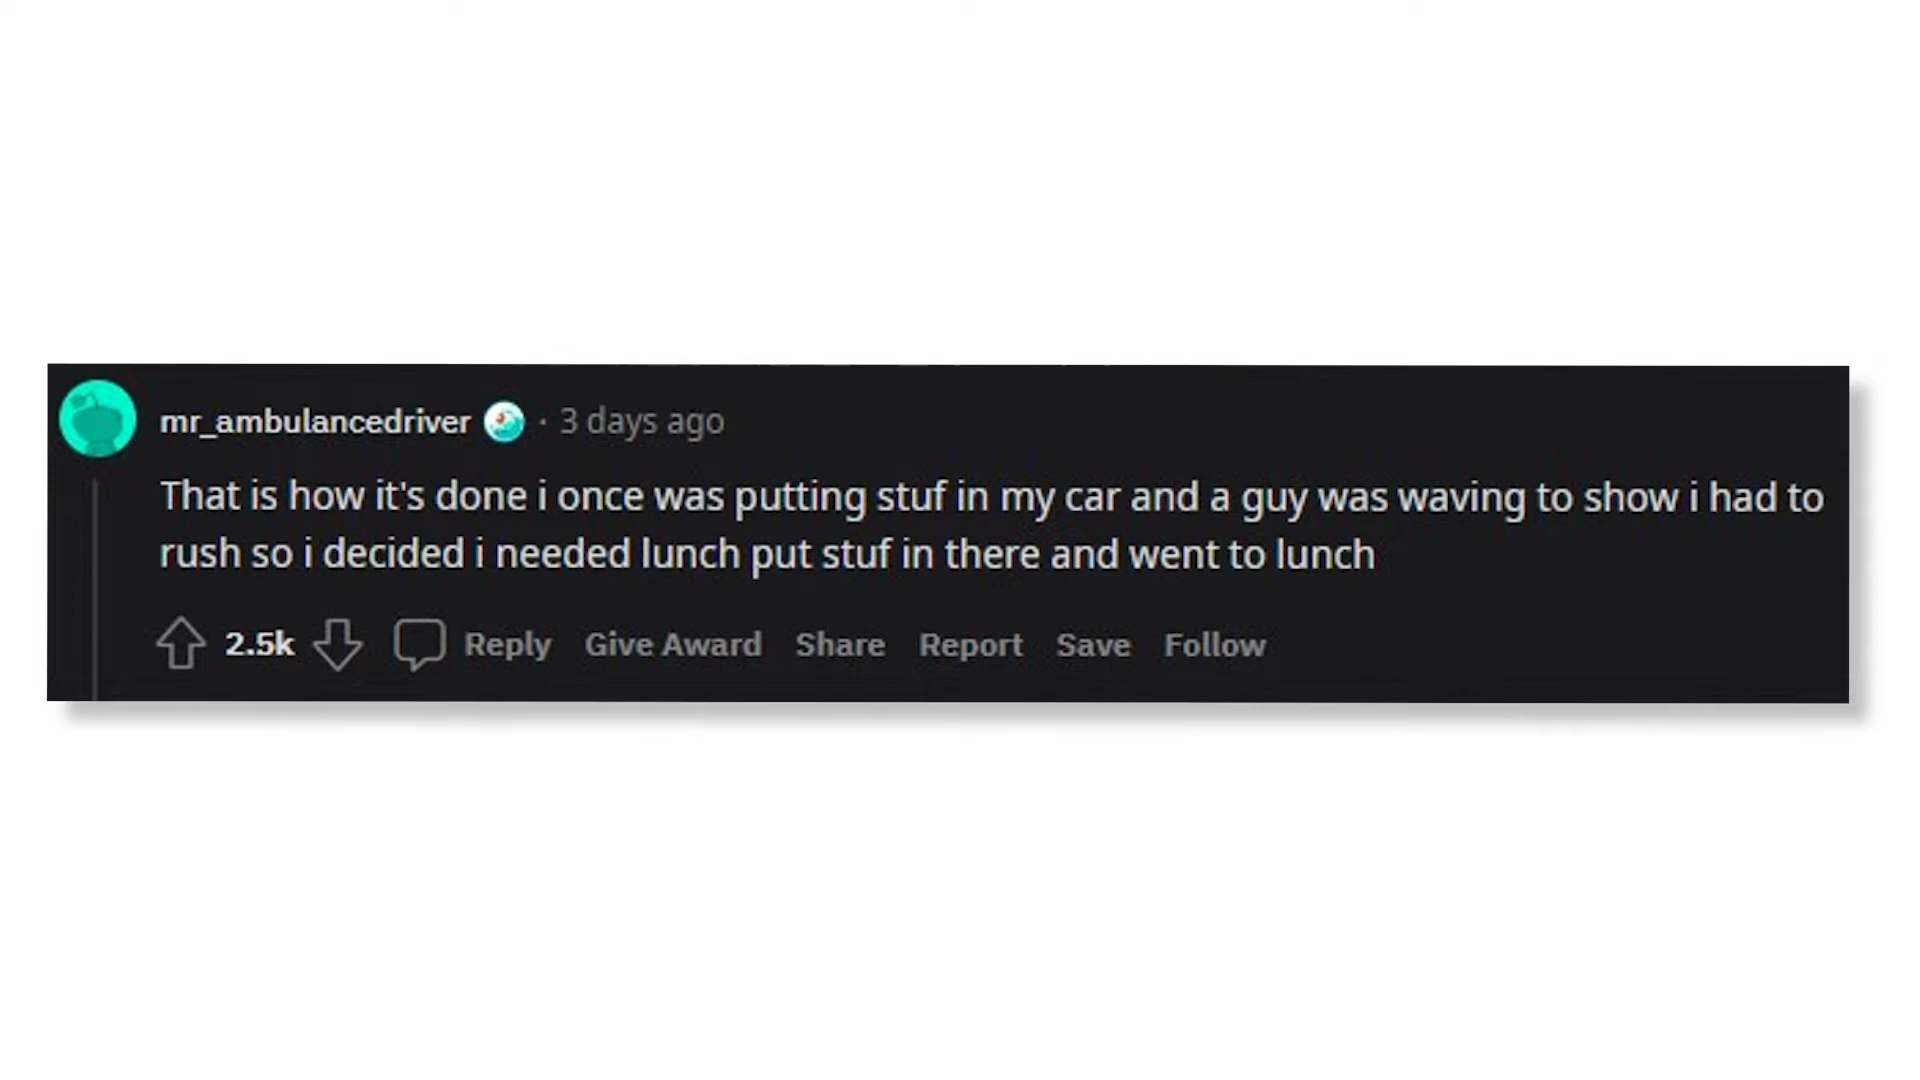 mr_ambulancedriver · 3 days ago
That is how it's done i once was putting stuf in my car and a guy was waving to show i had to
rush so i decided i needed lunch put stuf in there and went to lunch
2.5k Reply Give Award Share Report Save Follow